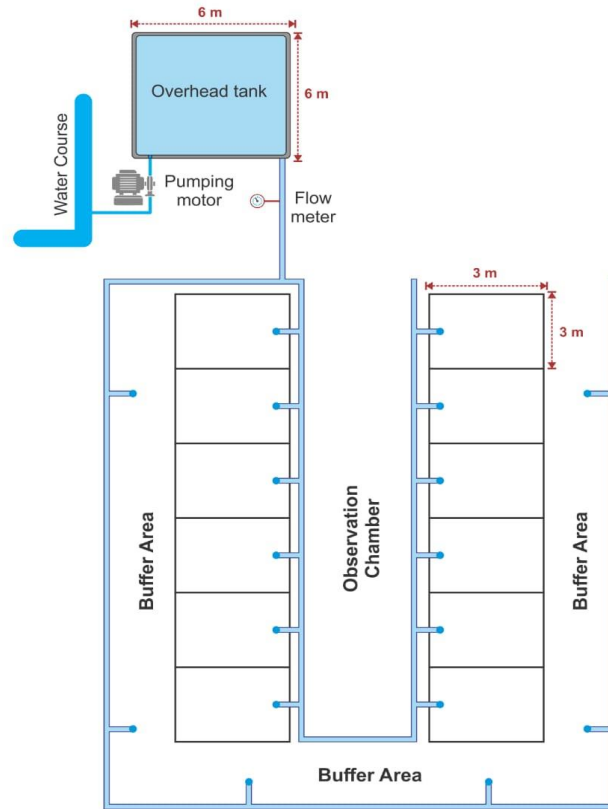 6 m
Overhead tank
6 m
Water Course
Pumping
motor
Flow
meter
3 m
3 m
Buffer Area
Observation
Chamber
Buffer Area
Buffer Area